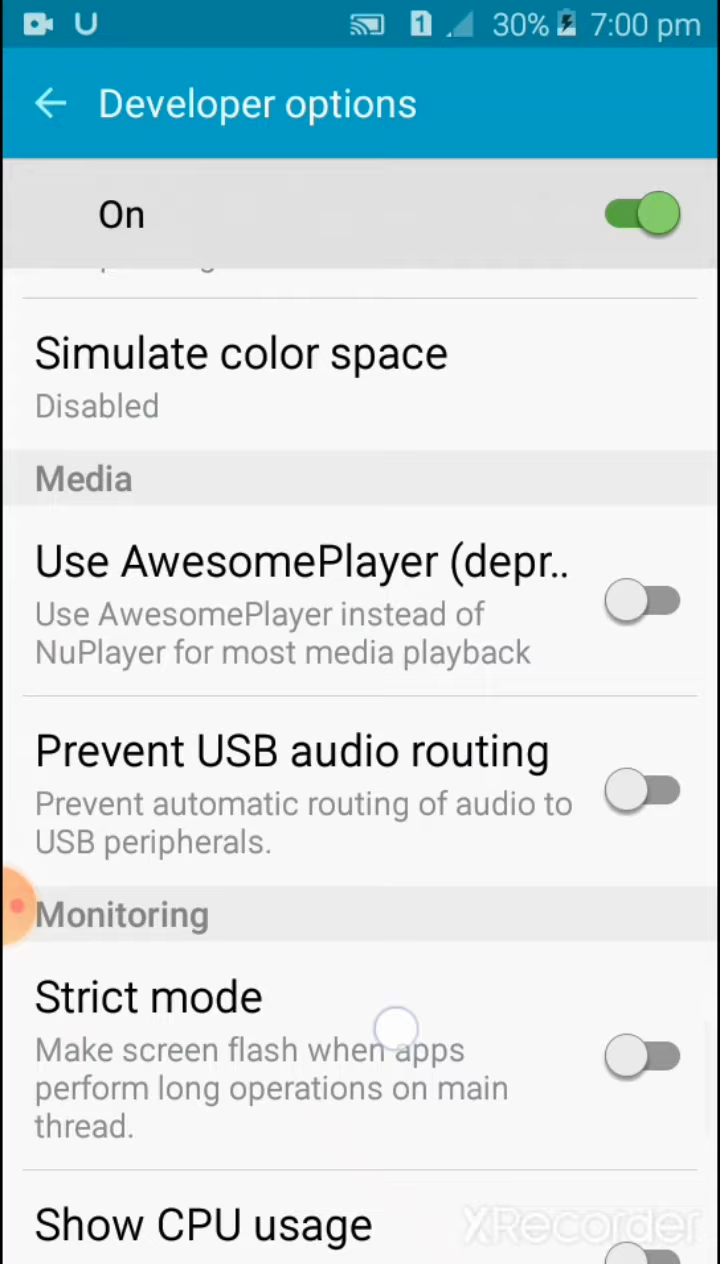 1 30% 7:00 pm
Developer options
On
Simulate color space
Disabled
Media
Use AwesomePlayer (depr..
Use AwesomePlayer instead of
NuPlayer for most media playback
Prevent USB audio routing
Prevent automatic routing of audio to
USB peripherals.
Monitoring
Strict mode
Make screen flash when apps
perform long operations on main
thread.
Show CPU usage
XRecorder